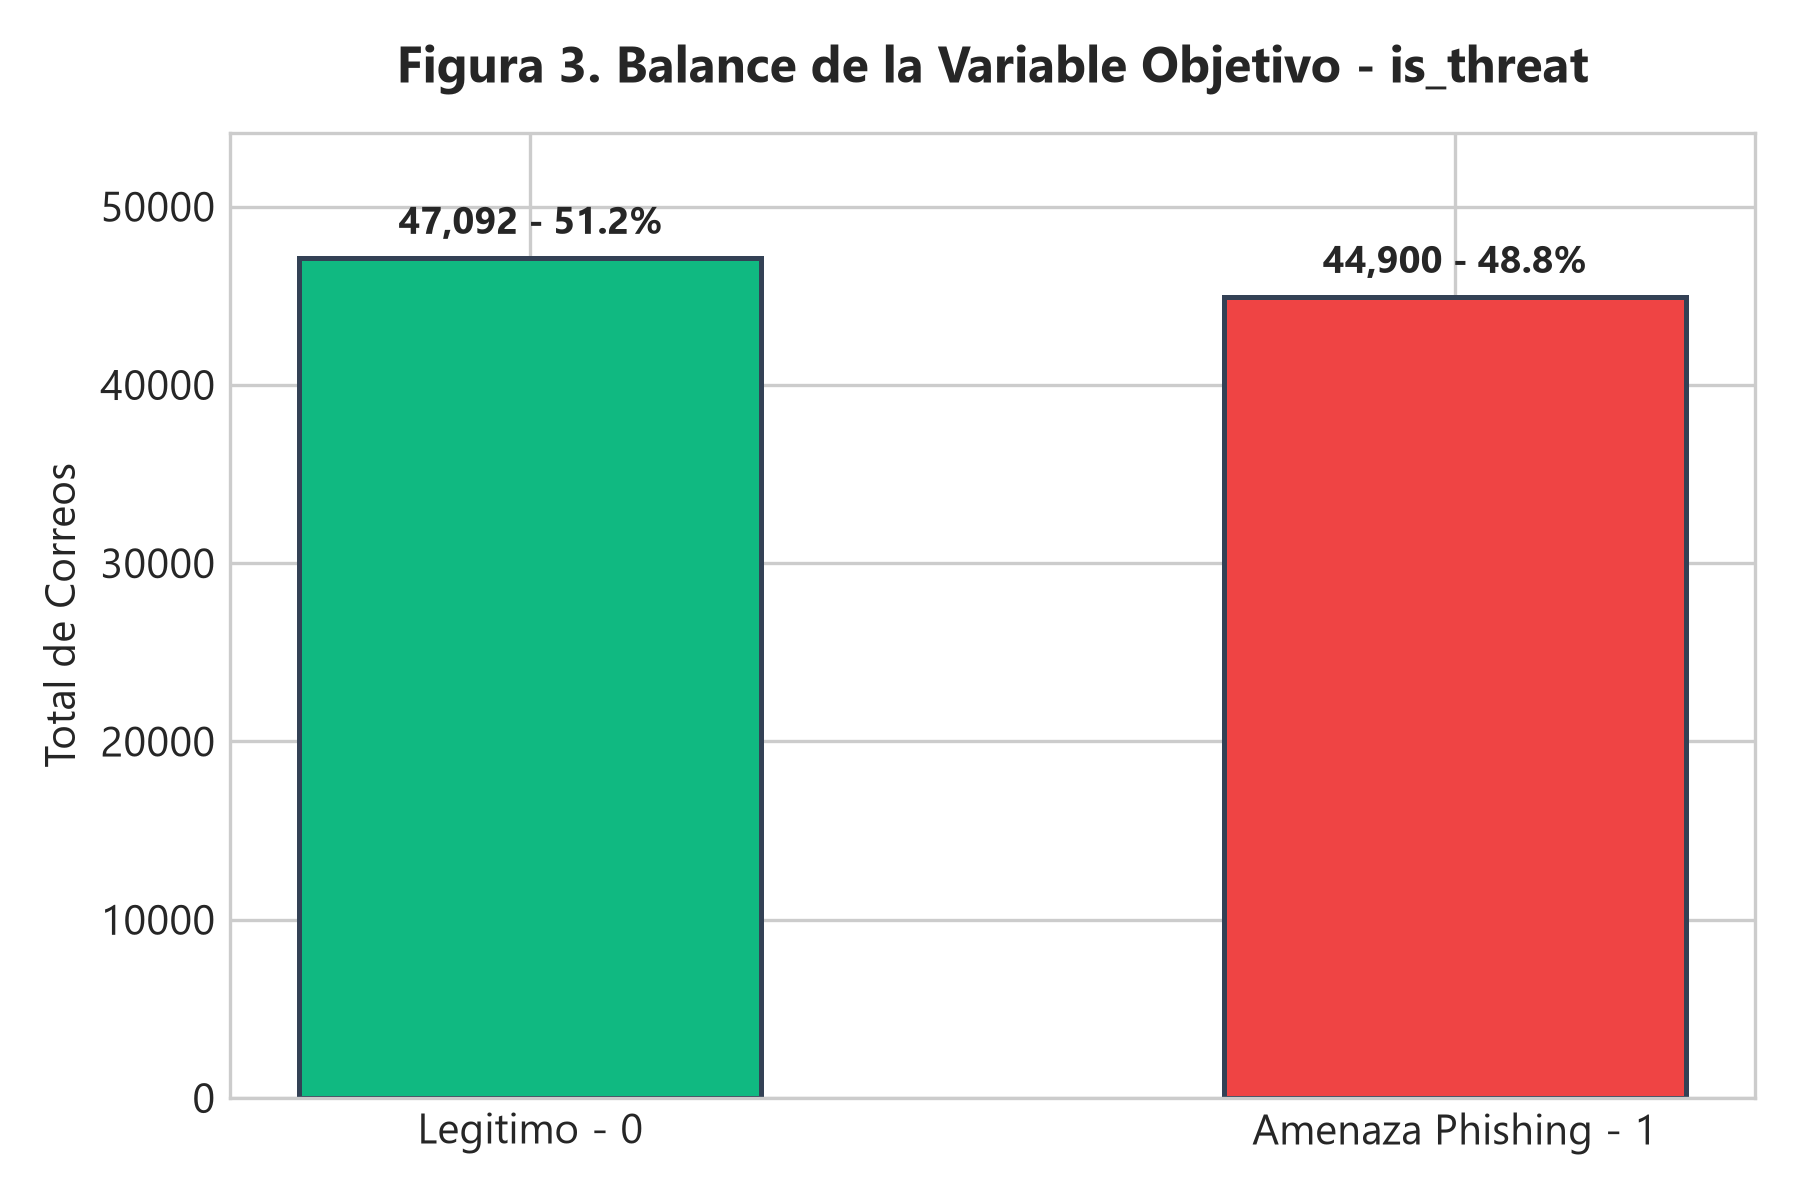 Figura 3. Balance de la Variable Objetivo - is_threat
Total de Correos
50000
40000
30000
20000
10000
0
47,092 - 51.2%
44,900 - 48.8%
Legitimo - 0
Amenaza Phishing - 1